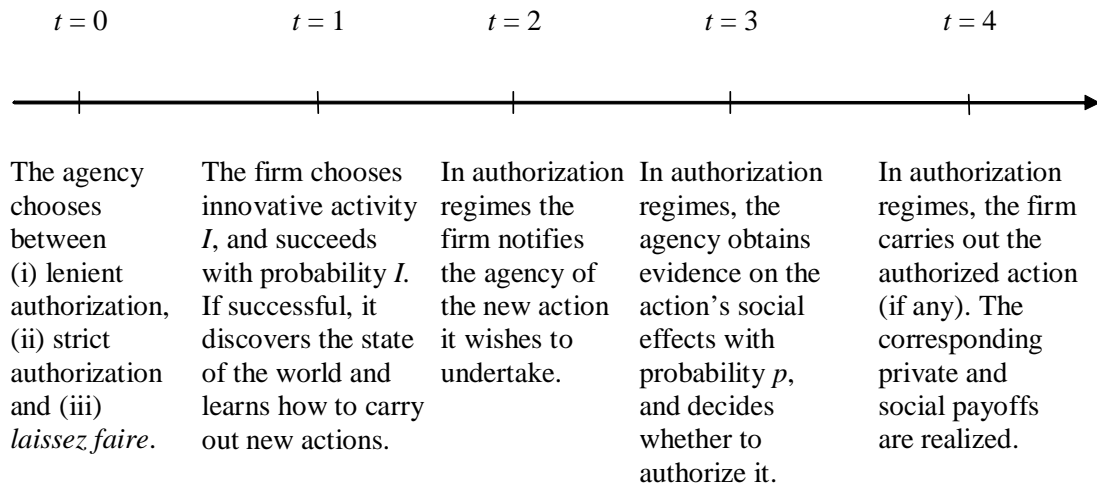 t = 0 t = 1 t = 2 t = 3 t = 4
The agency
chooses
between
(i) lenient
authorization,
(ii) strict
authorization
and (iii)
laissez faire.
The firm chooses
innovative activity
I, and succeeds
with probability I.
If successful, it
discovers the state
of the world and
learns how to carry
out new actions.
In authorization
regimes the
firm notifies
the agency of
the new action
it wishes to
undertake.
In authorization
regimes, the
agency obtains
evidence on the
action’s social
effects with
probability p,
and decides
whether to
authorize it.
In authorization
regimes, the firm
carries out the
authorized action
(if any). The
corresponding
private and
social payoffs
are realized.